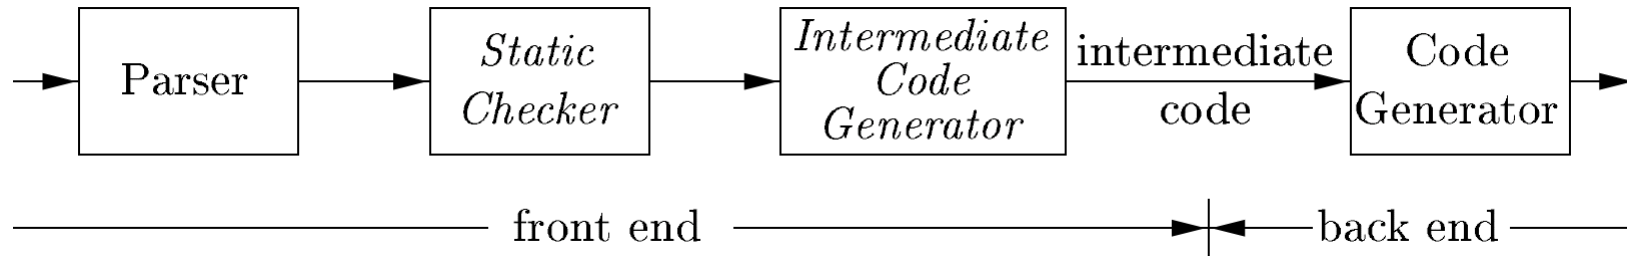 Parser
Static
Checker
Intermediate
Code
Generator
intermediate
code
Code
Generator
front end
back end